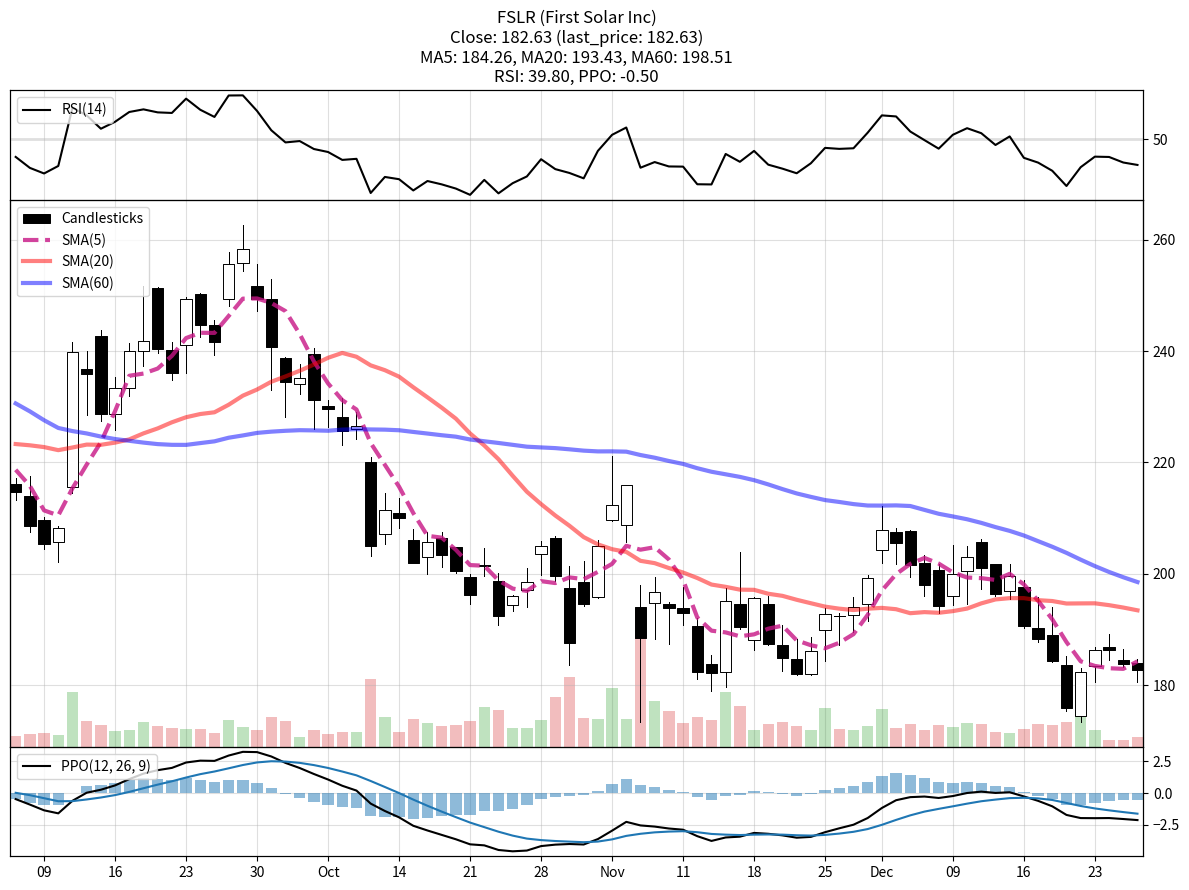 FSLR (First Solar Inc)
Close: 182.63 (last_price: 182.63)
MA5: 184.26, MA20: 193.43, MA60: 198.51
RSI: 39.80, PPO: -0.50
RSI(14)
50
Candlesticks
SMA(5)
SMA(20)
SMA(60)
260
240
220
200
180
PPO(12, 26, 9)
2.5
0.0
−2.5
09 16 23 30 Oct 14 21 28 Nov 11 18 25 Dec 09 16 23